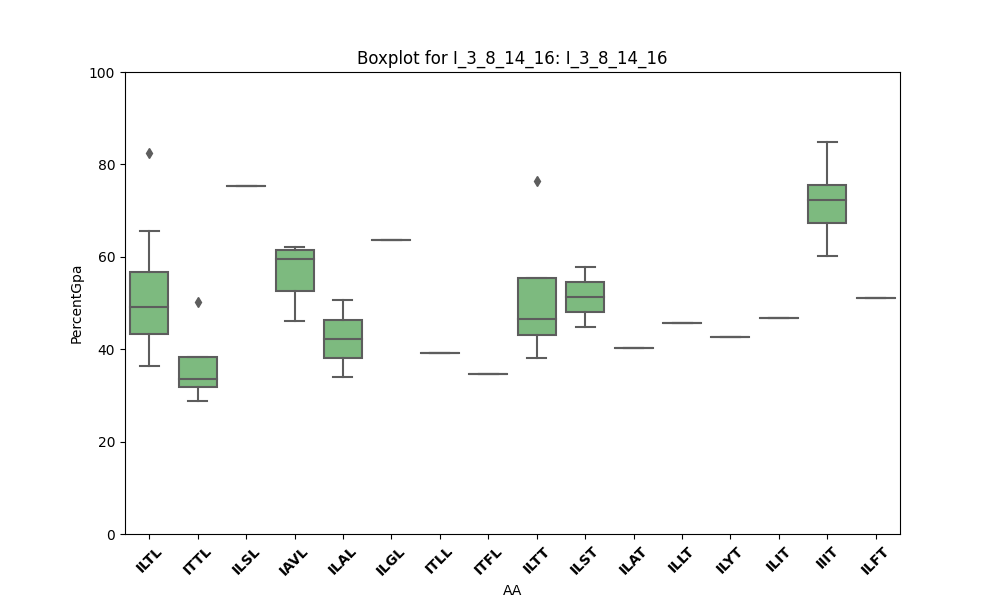 Boxplot for I_3_8_14_16: I_3_8_14_16
100
80
60
40
20
0
PercentGpa
ILTL
ITTL
ILSL
IAVL
ILAL
ILGL
ITLL
ITFL
ILTT
ILST
ILAT
ILLT
ILYT
ILIT
IIIT
ILFT
AA